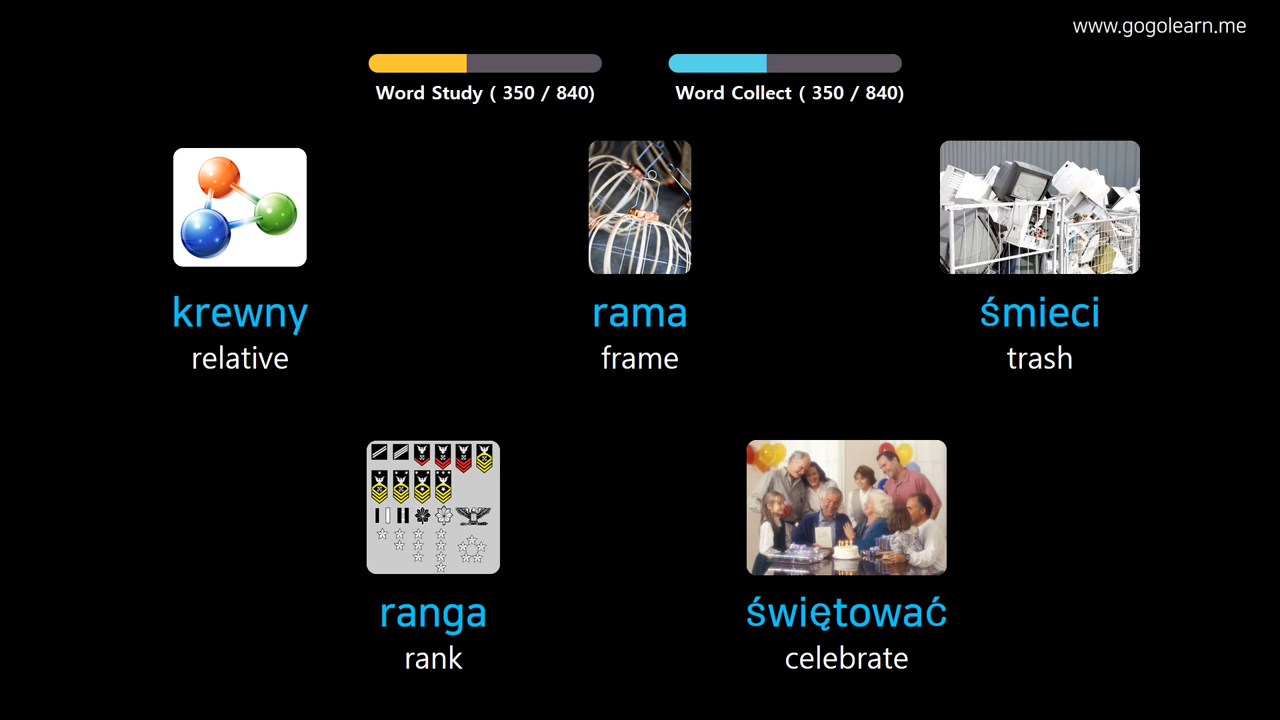 www.gogolearn.me
Word Study ( 350 / 840)
Word Collect ( 350 / 840)
krewny
relative
rama
frame
śmieci
trash
ranga
rank
świętować
celebrate